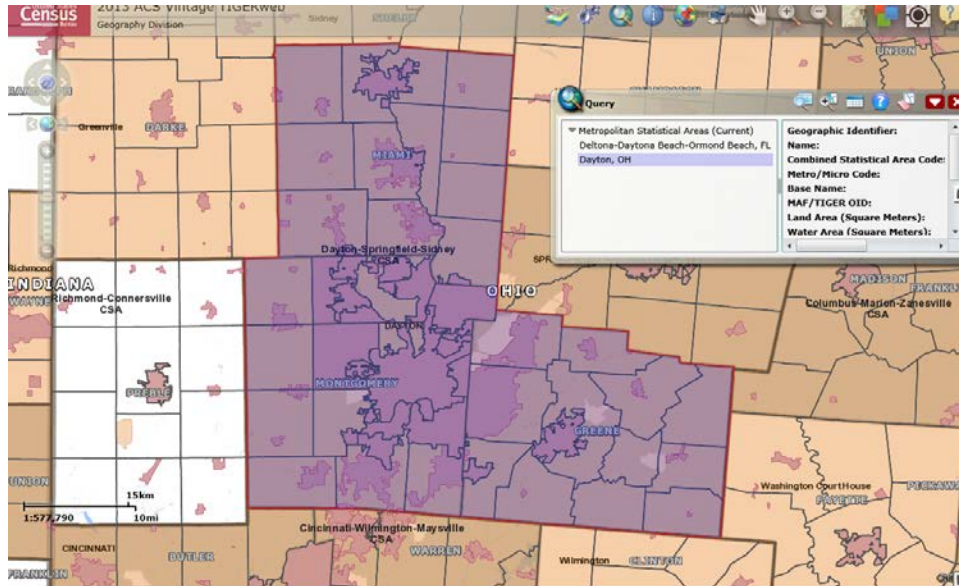 Census
2013 ACS Vintage TIGERweb
Geography Division
Sidney
UNION
Query
Metropolitan Statistical Areas (Current)
Deltona-Daytona Beach-Ormond Beach, FL
Dayton, OH
Geographic Identifier:
Name:
Combined Statistical Area Code:
Metro/Micro Code:
Base Name:
MAF/TIGER OID:
Land Area (Square Meters):
Water Area (Square Meters):
Greenville
DARKE
MIAMI
Dayton-Springfield-Sidney
CSA
SPR
Richmond
INDIANA
WAYNE
Richmond-Connersville
CSA
OHIO
MADISON
FRANKL
Columbus-Marion-Zanesville
CSA
DAYTON
PREBLE
MONTGOMERY
GREENE
UNION
15km
1:577,790
10mi
Washington CourtHouse
FAYETTE
PICKAWA
Cincinnati-Wilmington-Maysville
CSA
CINCINNATI
BUTLER
WARREN
Wilmington
CLINTON
FRANKLIN